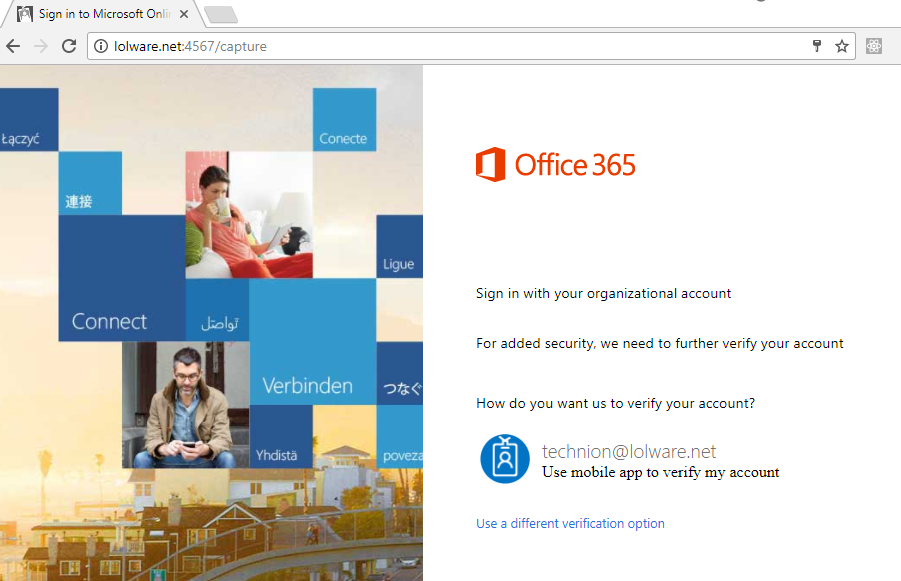 Sign in to Microsoft Onli
lolware.net:4567/capture
Łączyć
Conecte
連接
Ligue
Connect
تواصَل
Verbinden
つなぐ
Yhdistä
poveza
Office 365
Sign in with your organizational account
For added security, we need to further verify your account
How do you want us to verify your account?
technion@lolware.net
Use mobile app to verify my account
Use a different verification option